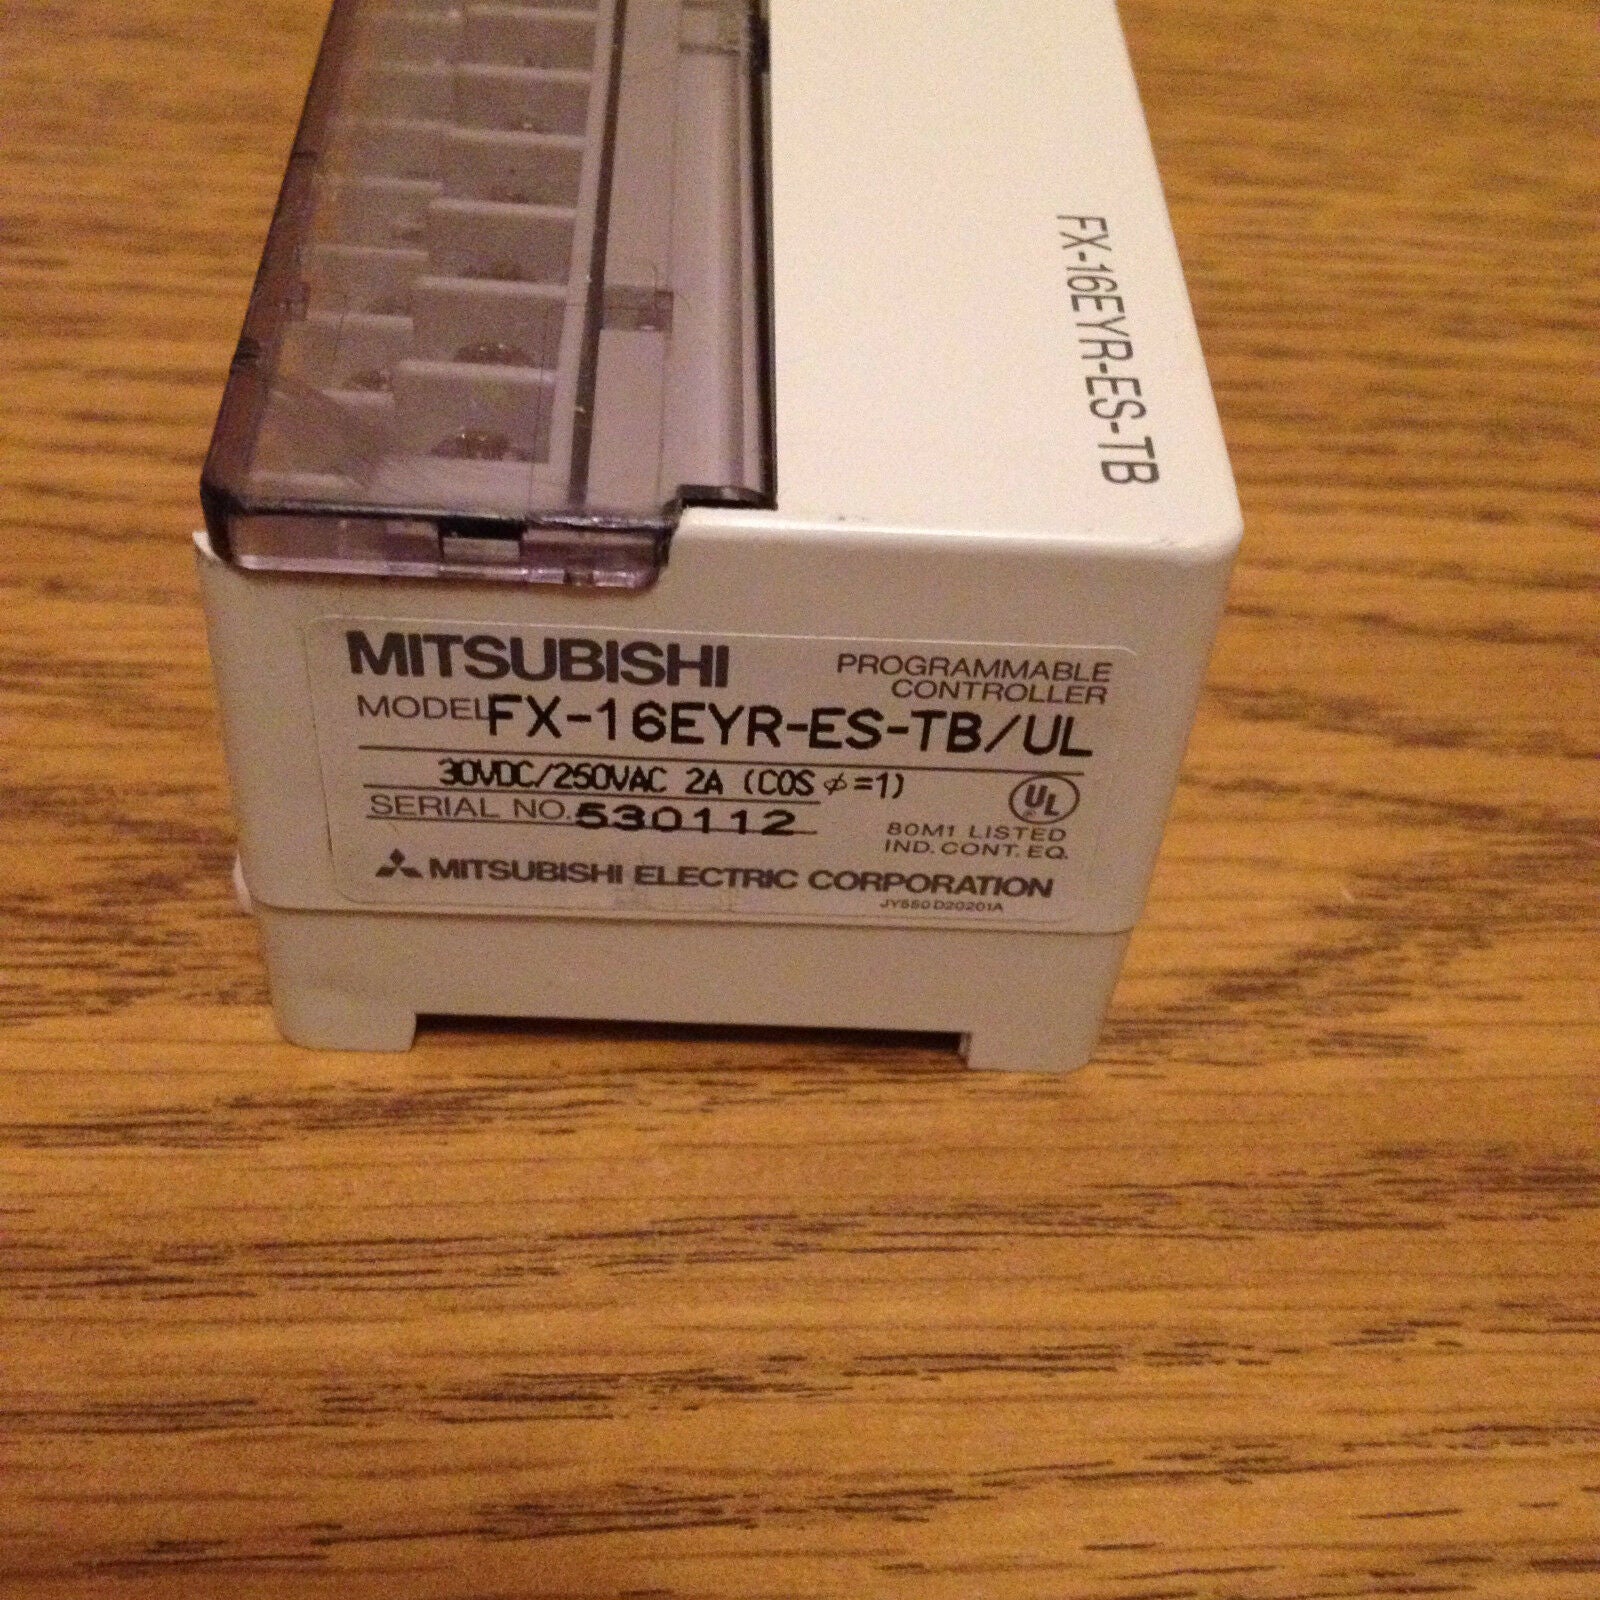 FX-16EYR-ES-TB
MITSUBISHI
PROGRAMMABLE
CONTROLLER
MODEL FX-16EYR-ES-TB/UL
30VDC/250VAC 2A (COS φ=1)
SERIAL NO. 530112
UL
80M1 LISTED
IND. CONT. EQ.
MITSUBISHI ELECTRIC CORPORATION
JY550D20201A